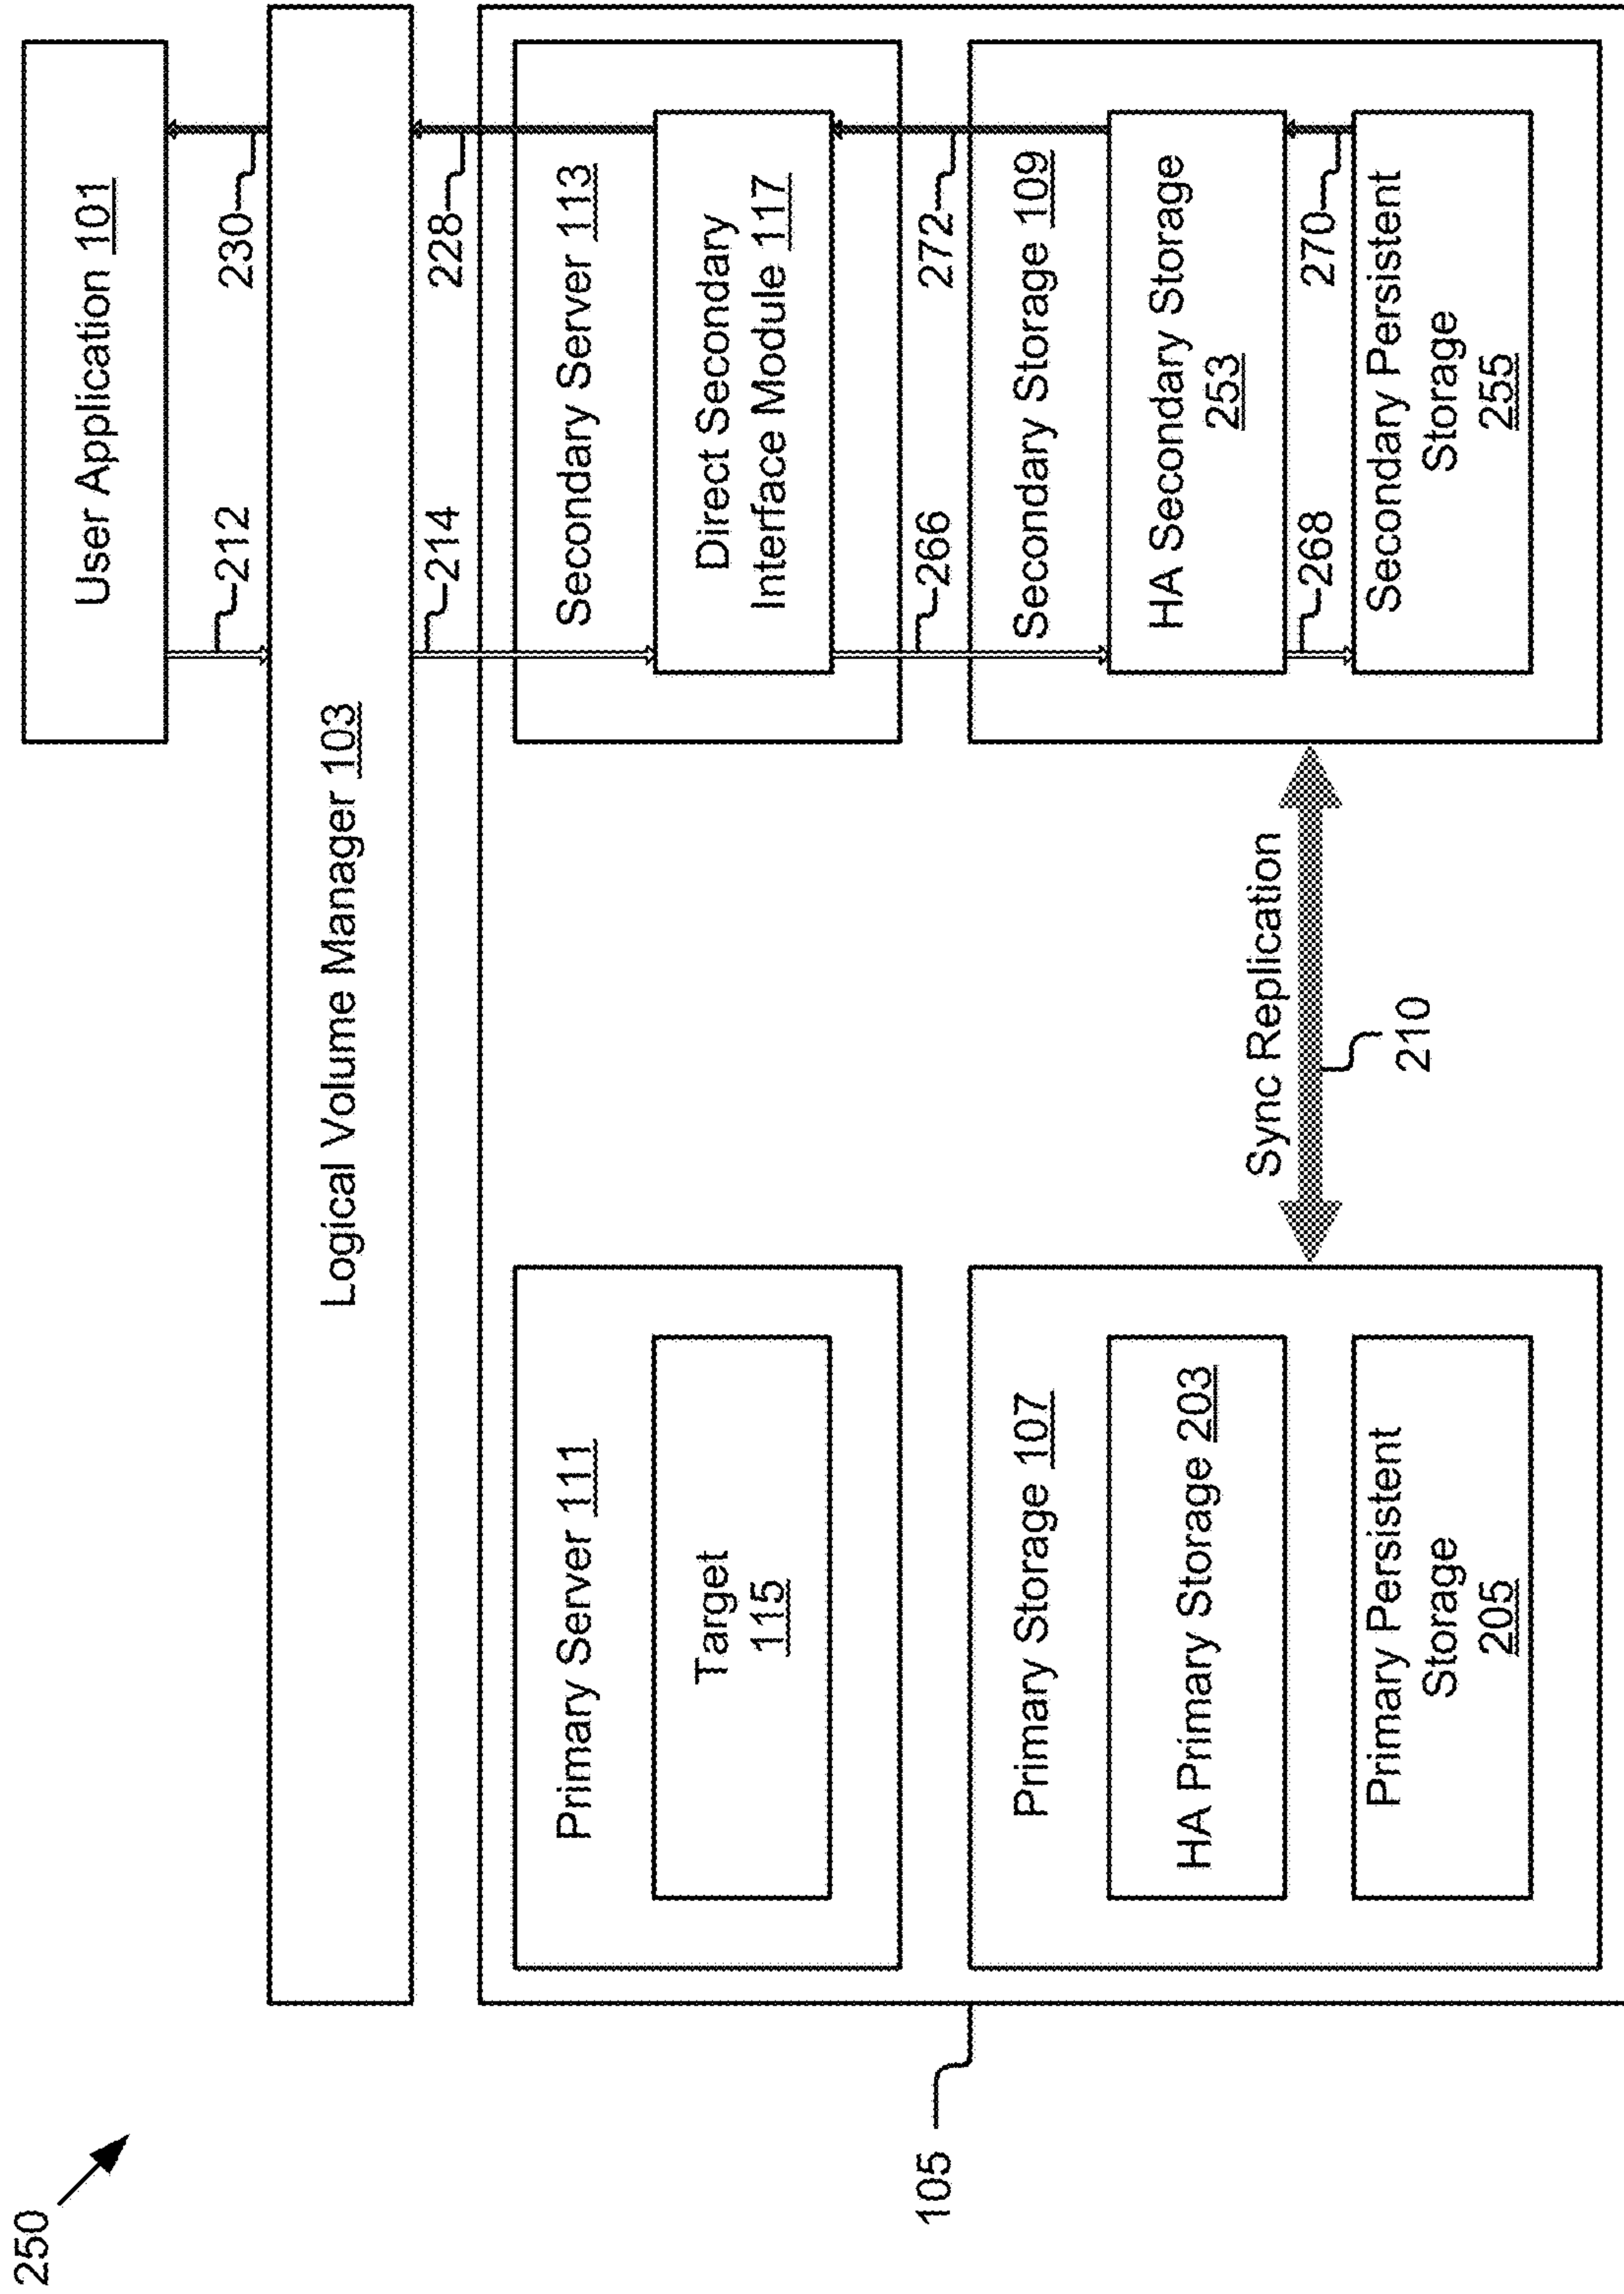 250
User Application 101
212
230
Logical Volume Manager 103
214
228
105
Primary Server 111
Target
115
Secondary Server 113
Direct Secondary
Interface Module 117
266
272
Primary Storage 107
HA Primary Storage 203
Primary Persistent
Storage
205
Sync Replication
210
Secondary Storage 109
HA Secondary Storage
253
268
270
Secondary Persistent
Storage
255